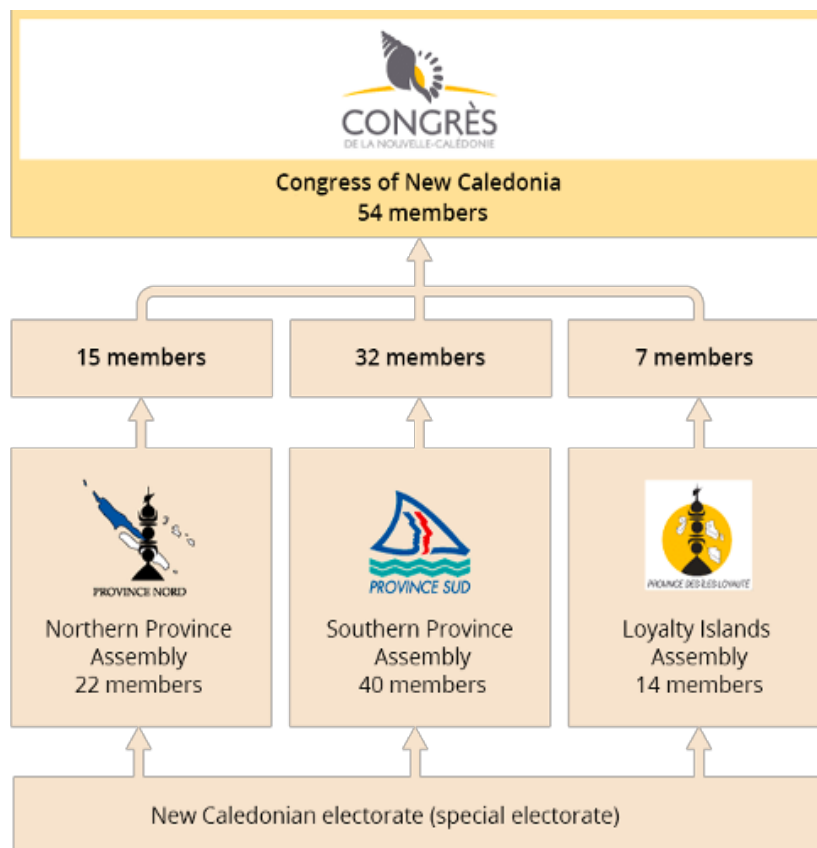 CONGRÈS
DE LA NOUVELLE-CALÉDONIE
Congress of New Caledonia
54 members
15 members
32 members
7 members
PROVINCE NORD
Northern Province
Assembly
22 members
PROVINCE SUD
Southern Province
Assembly
40 members
PROVINCE DES ÎLES LOYAUTÉ
Loyalty Islands
Assembly
14 members
New Caledonian electorate (special electorate)